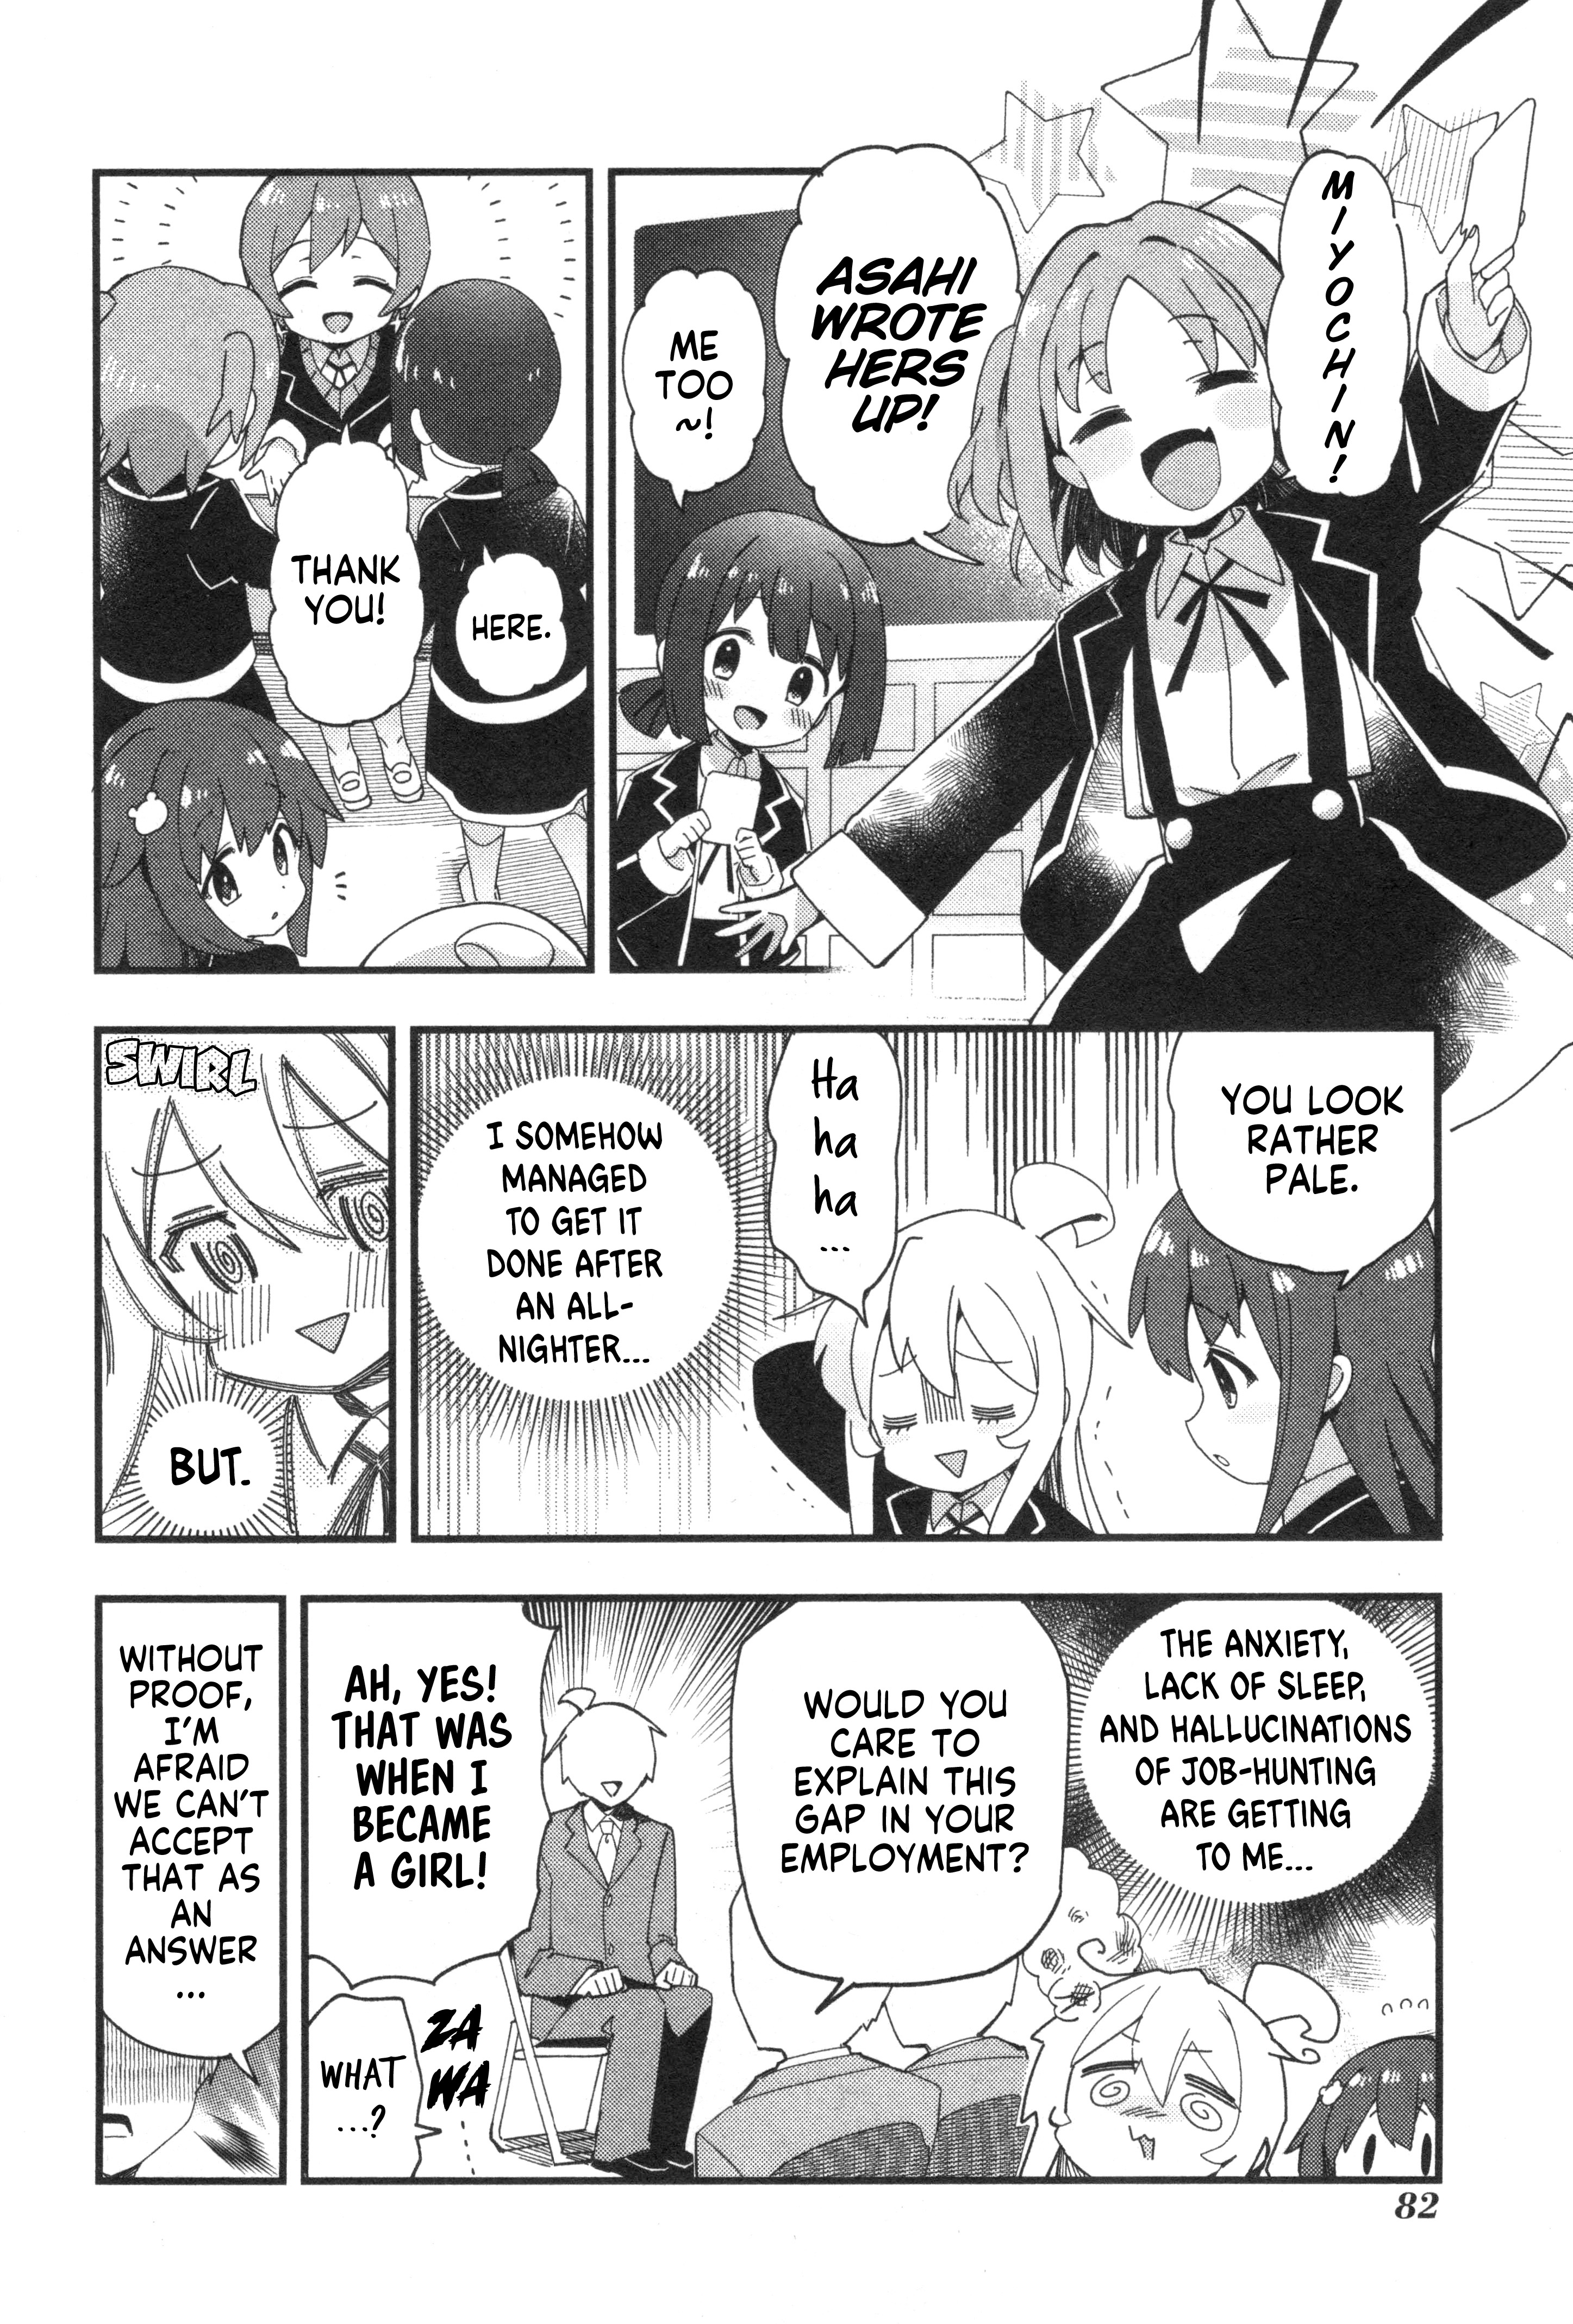 M
I
Y
O
C
H
I
N
!
ASAHI
WROTE
HERS
UP!
ME
TOO
~!
THANK
YOU!
HERE.
YOU LOOK
RATHER
PALE.
Ha
ha
ha
...
I SOMEHOW
MANAGED
TO GET IT
DONE AFTER
AN ALL-
NIGHTER...
SWIRL
BUT.
THE ANXIETY,
LACK OF SLEEP,
AND HALLUCINATIONS
OF JOB-HUNTING
ARE GETTING
TO ME...
WOULD YOU
CARE TO
EXPLAIN THIS
GAP IN YOUR
EMPLOYMENT?
AH, YES!
THAT WAS
WHEN I
BECAME
A GIRL!
ZA
WA
WHAT
...?
WITHOUT
PROOF,
I'M
AFRAID
WE CAN'T
ACCEPT
THAT AS
AN
ANSWER
...
82